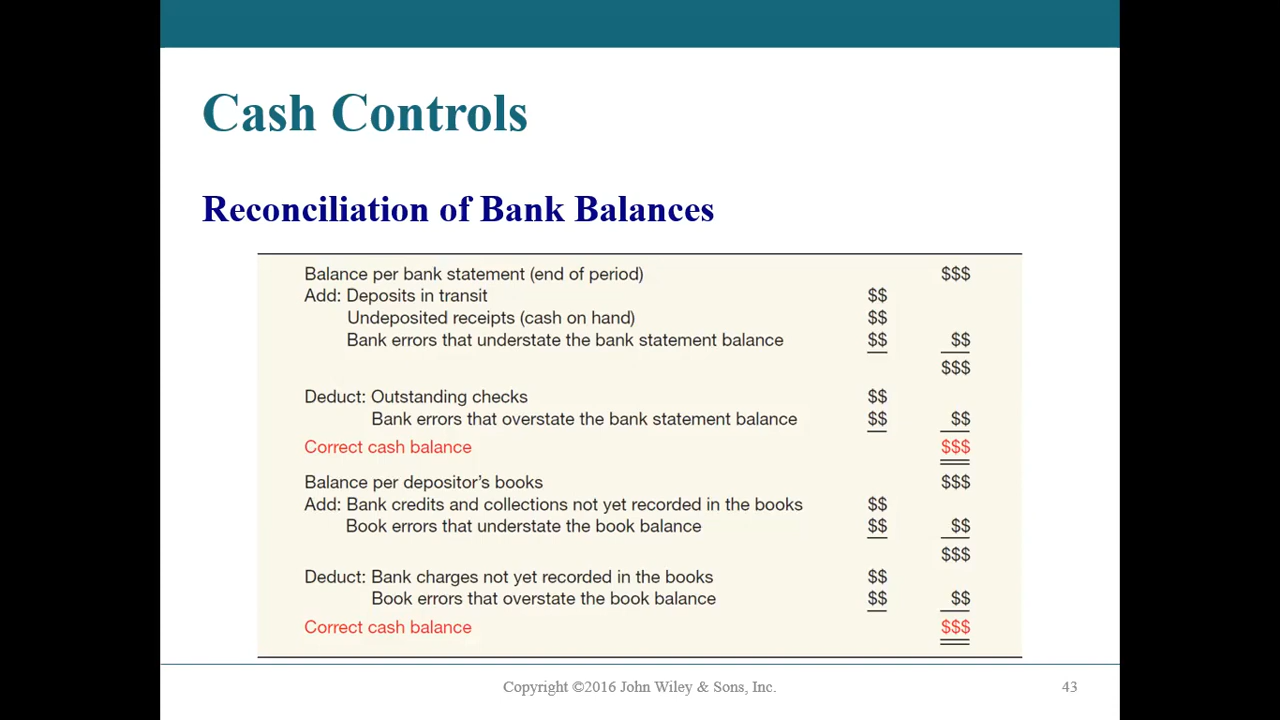 Cash Controls
Reconciliation of Bank Balances
Balance per bank statement (end of period) $$$
Add: Deposits in transit $$
Undeposited receipts (cash on hand) $$
Bank errors that understate the bank statement balance $$ $$
$$$
Deduct: Outstanding checks $$
Bank errors that overstate the bank statement balance $$ $$
Correct cash balance $$$
Balance per depositor’s books $$$
Add: Bank credits and collections not yet recorded in the books $$
Book errors that understate the book balance $$ $$
$$$
Deduct: Bank charges not yet recorded in the books $$
Book errors that overstate the book balance $$ $$
Correct cash balance $$$
Copyright ©2016 John Wiley & Sons, Inc. 43